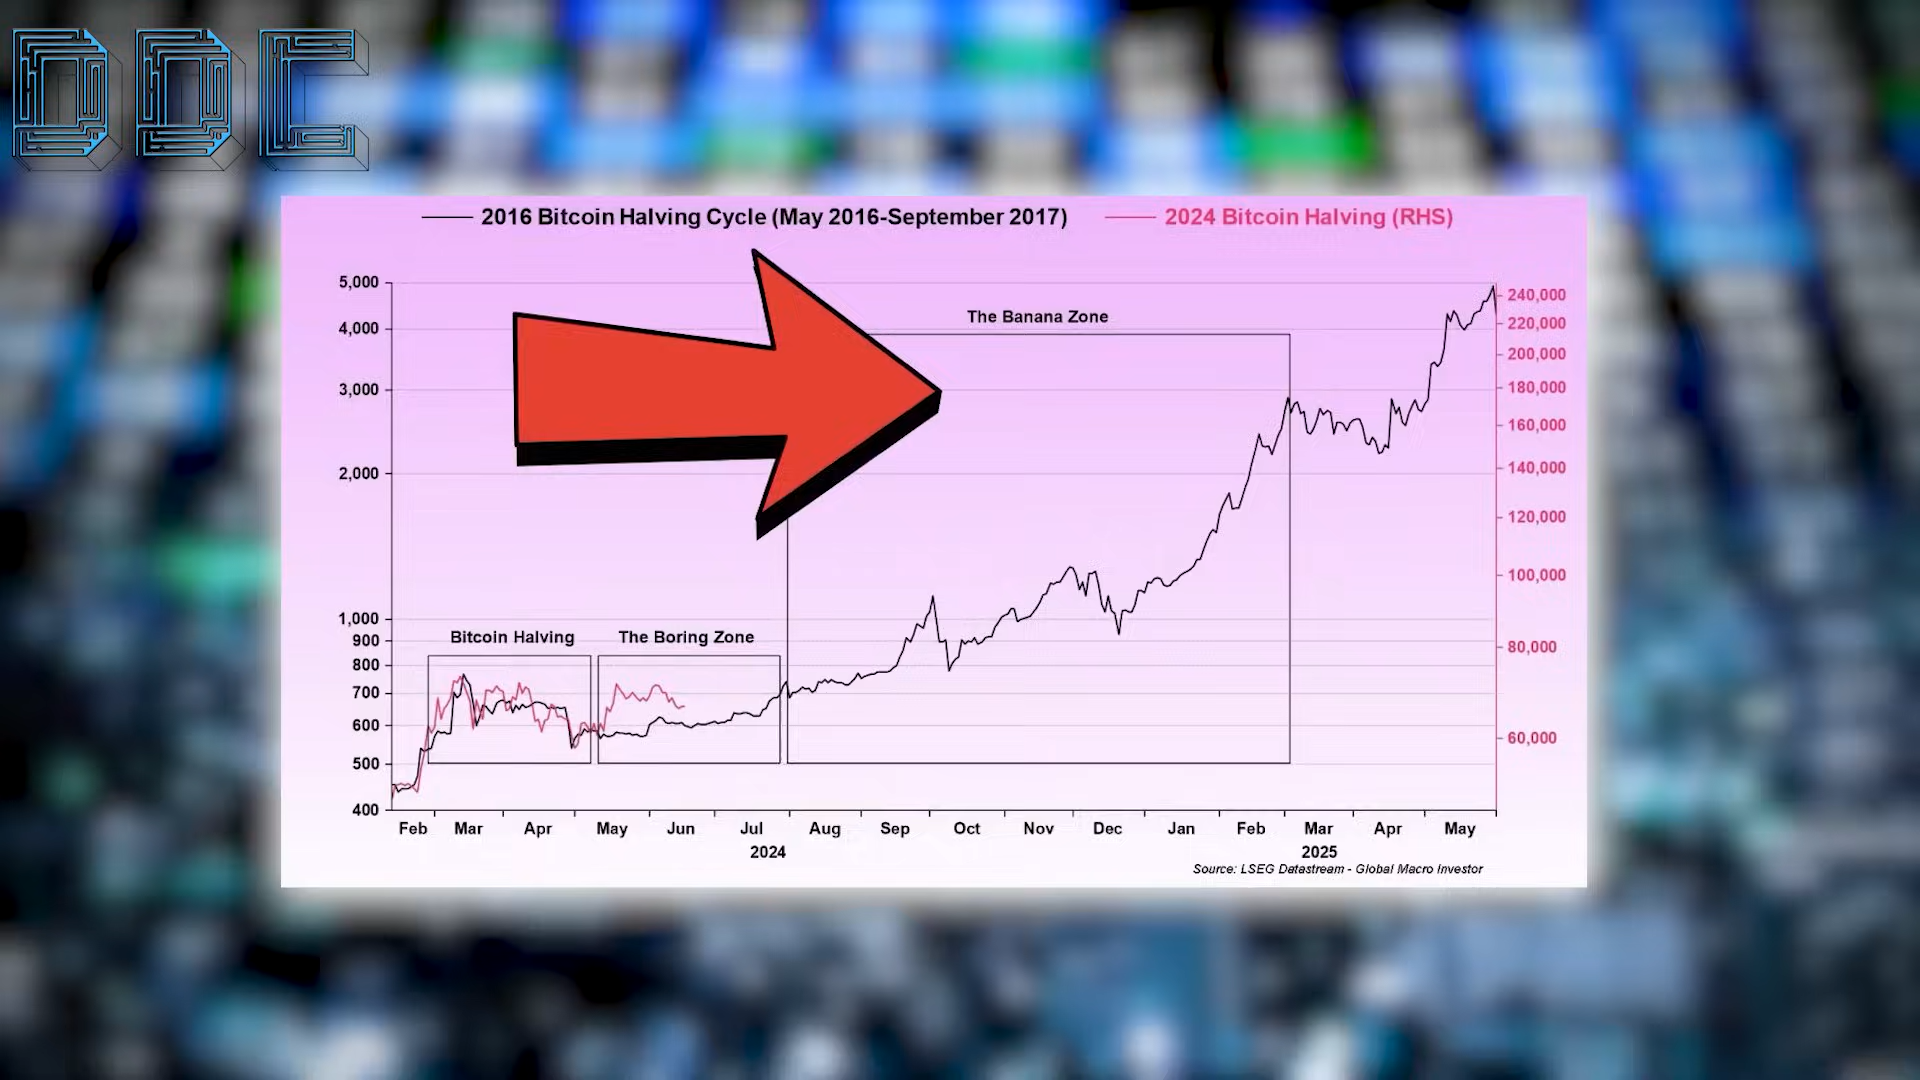 DDC
2016 Bitcoin Halving Cycle (May 2016-September 2017)
2024 Bitcoin Halving (RHS)
5,000
4,000
3,000
2,000
1,000
900
800
700
600
500
400
240,000
220,000
200,000
180,000
160,000
140,000
120,000
100,000
80,000
60,000
The Banana Zone
Bitcoin Halving
The Boring Zone
Feb Mar Apr May Jun Jul Aug Sep Oct Nov Dec Jan Feb Mar Apr May
2024 2025
Source: LSEG Datastream - Global Macro Investor